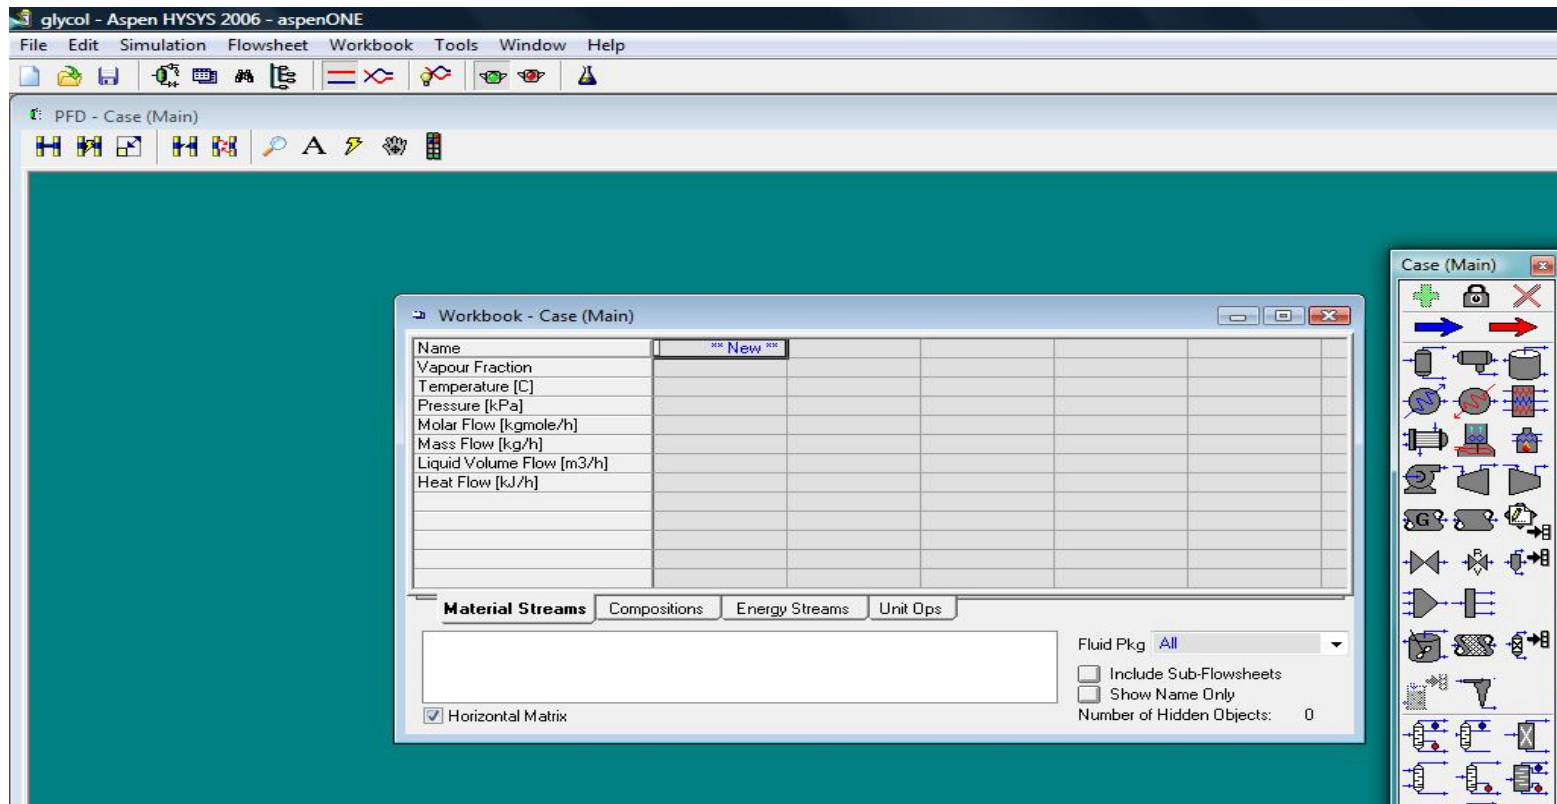 glycol - Aspen HYSYS 2006 - aspenONE
File Edit Simulation Flowsheet Workbook Tools Window Help
PFD - Case (Main)
A
Case (Main)
Workbook - Case (Main)
Name ** New **
Vapour Fraction
Temperature [C]
Pressure [kPa]
Molar Flow [kgmole/h]
Mass Flow [kg/h]
Liquid Volume Flow [m3/h]
Heat Flow [kJ/h]
Material Streams Compositions Energy Streams Unit Ops
Fluid Pkg All
Include Sub-Flowsheets
Show Name Only
Horizontal Matrix
Number of Hidden Objects: 0
G
R
V